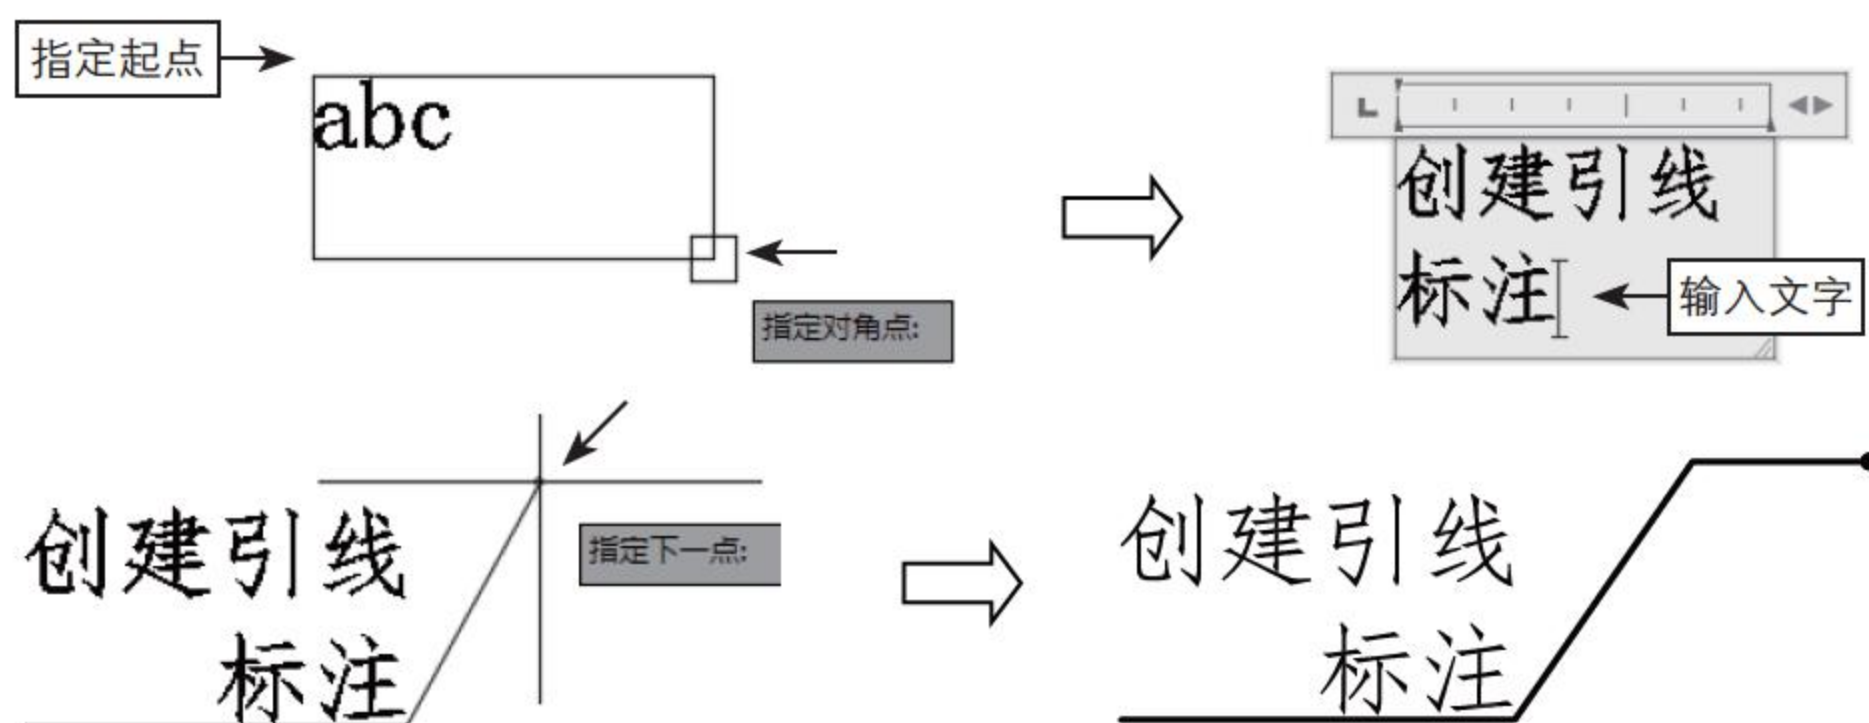 指定起点
abc
指定对角点:
创建引线
标注
输入文字
创建引线
标注
指定下一点:
创建引线
标注